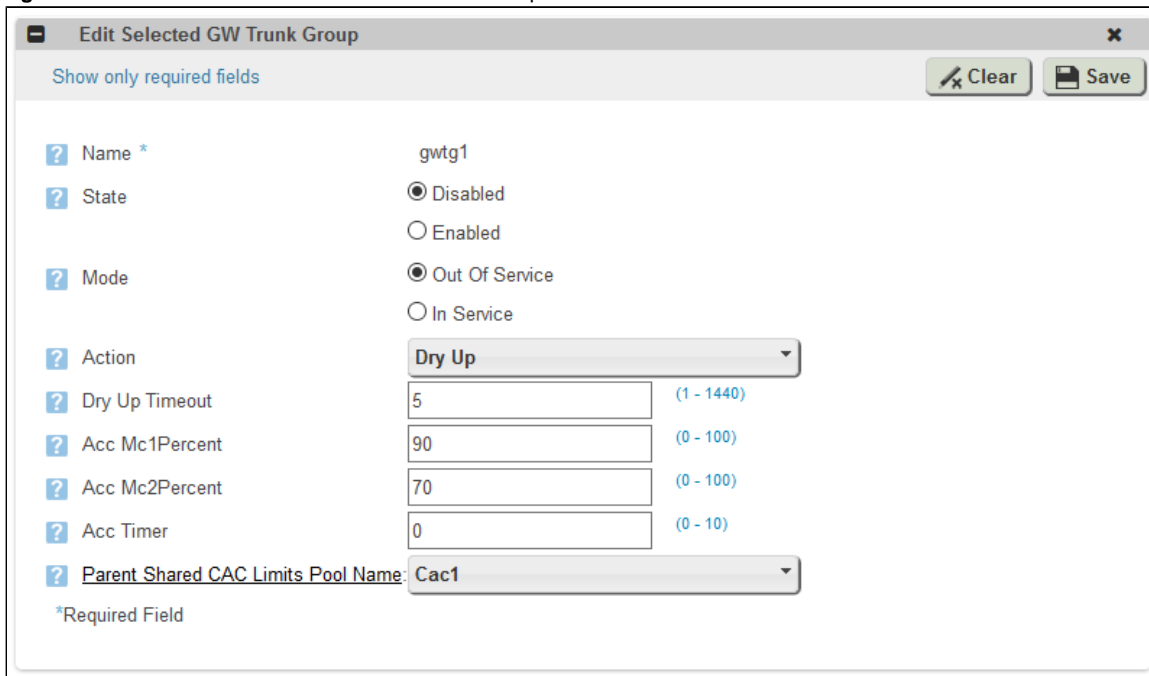 Edit Selected GW Trunk Group
Show only required fields
Clear
Save
? Name * gwtg1
? State Disabled
Enabled
? Mode Out Of Service
In Service
? Action Dry Up
? Dry Up Timeout 5 (1 - 1440)
? Acc Mc1Percent 90 (0 - 100)
? Acc Mc2Percent 70 (0 - 100)
? Acc Timer 0 (0 - 10)
? Parent Shared CAC Limits Pool Name: Cac1
*Required Field